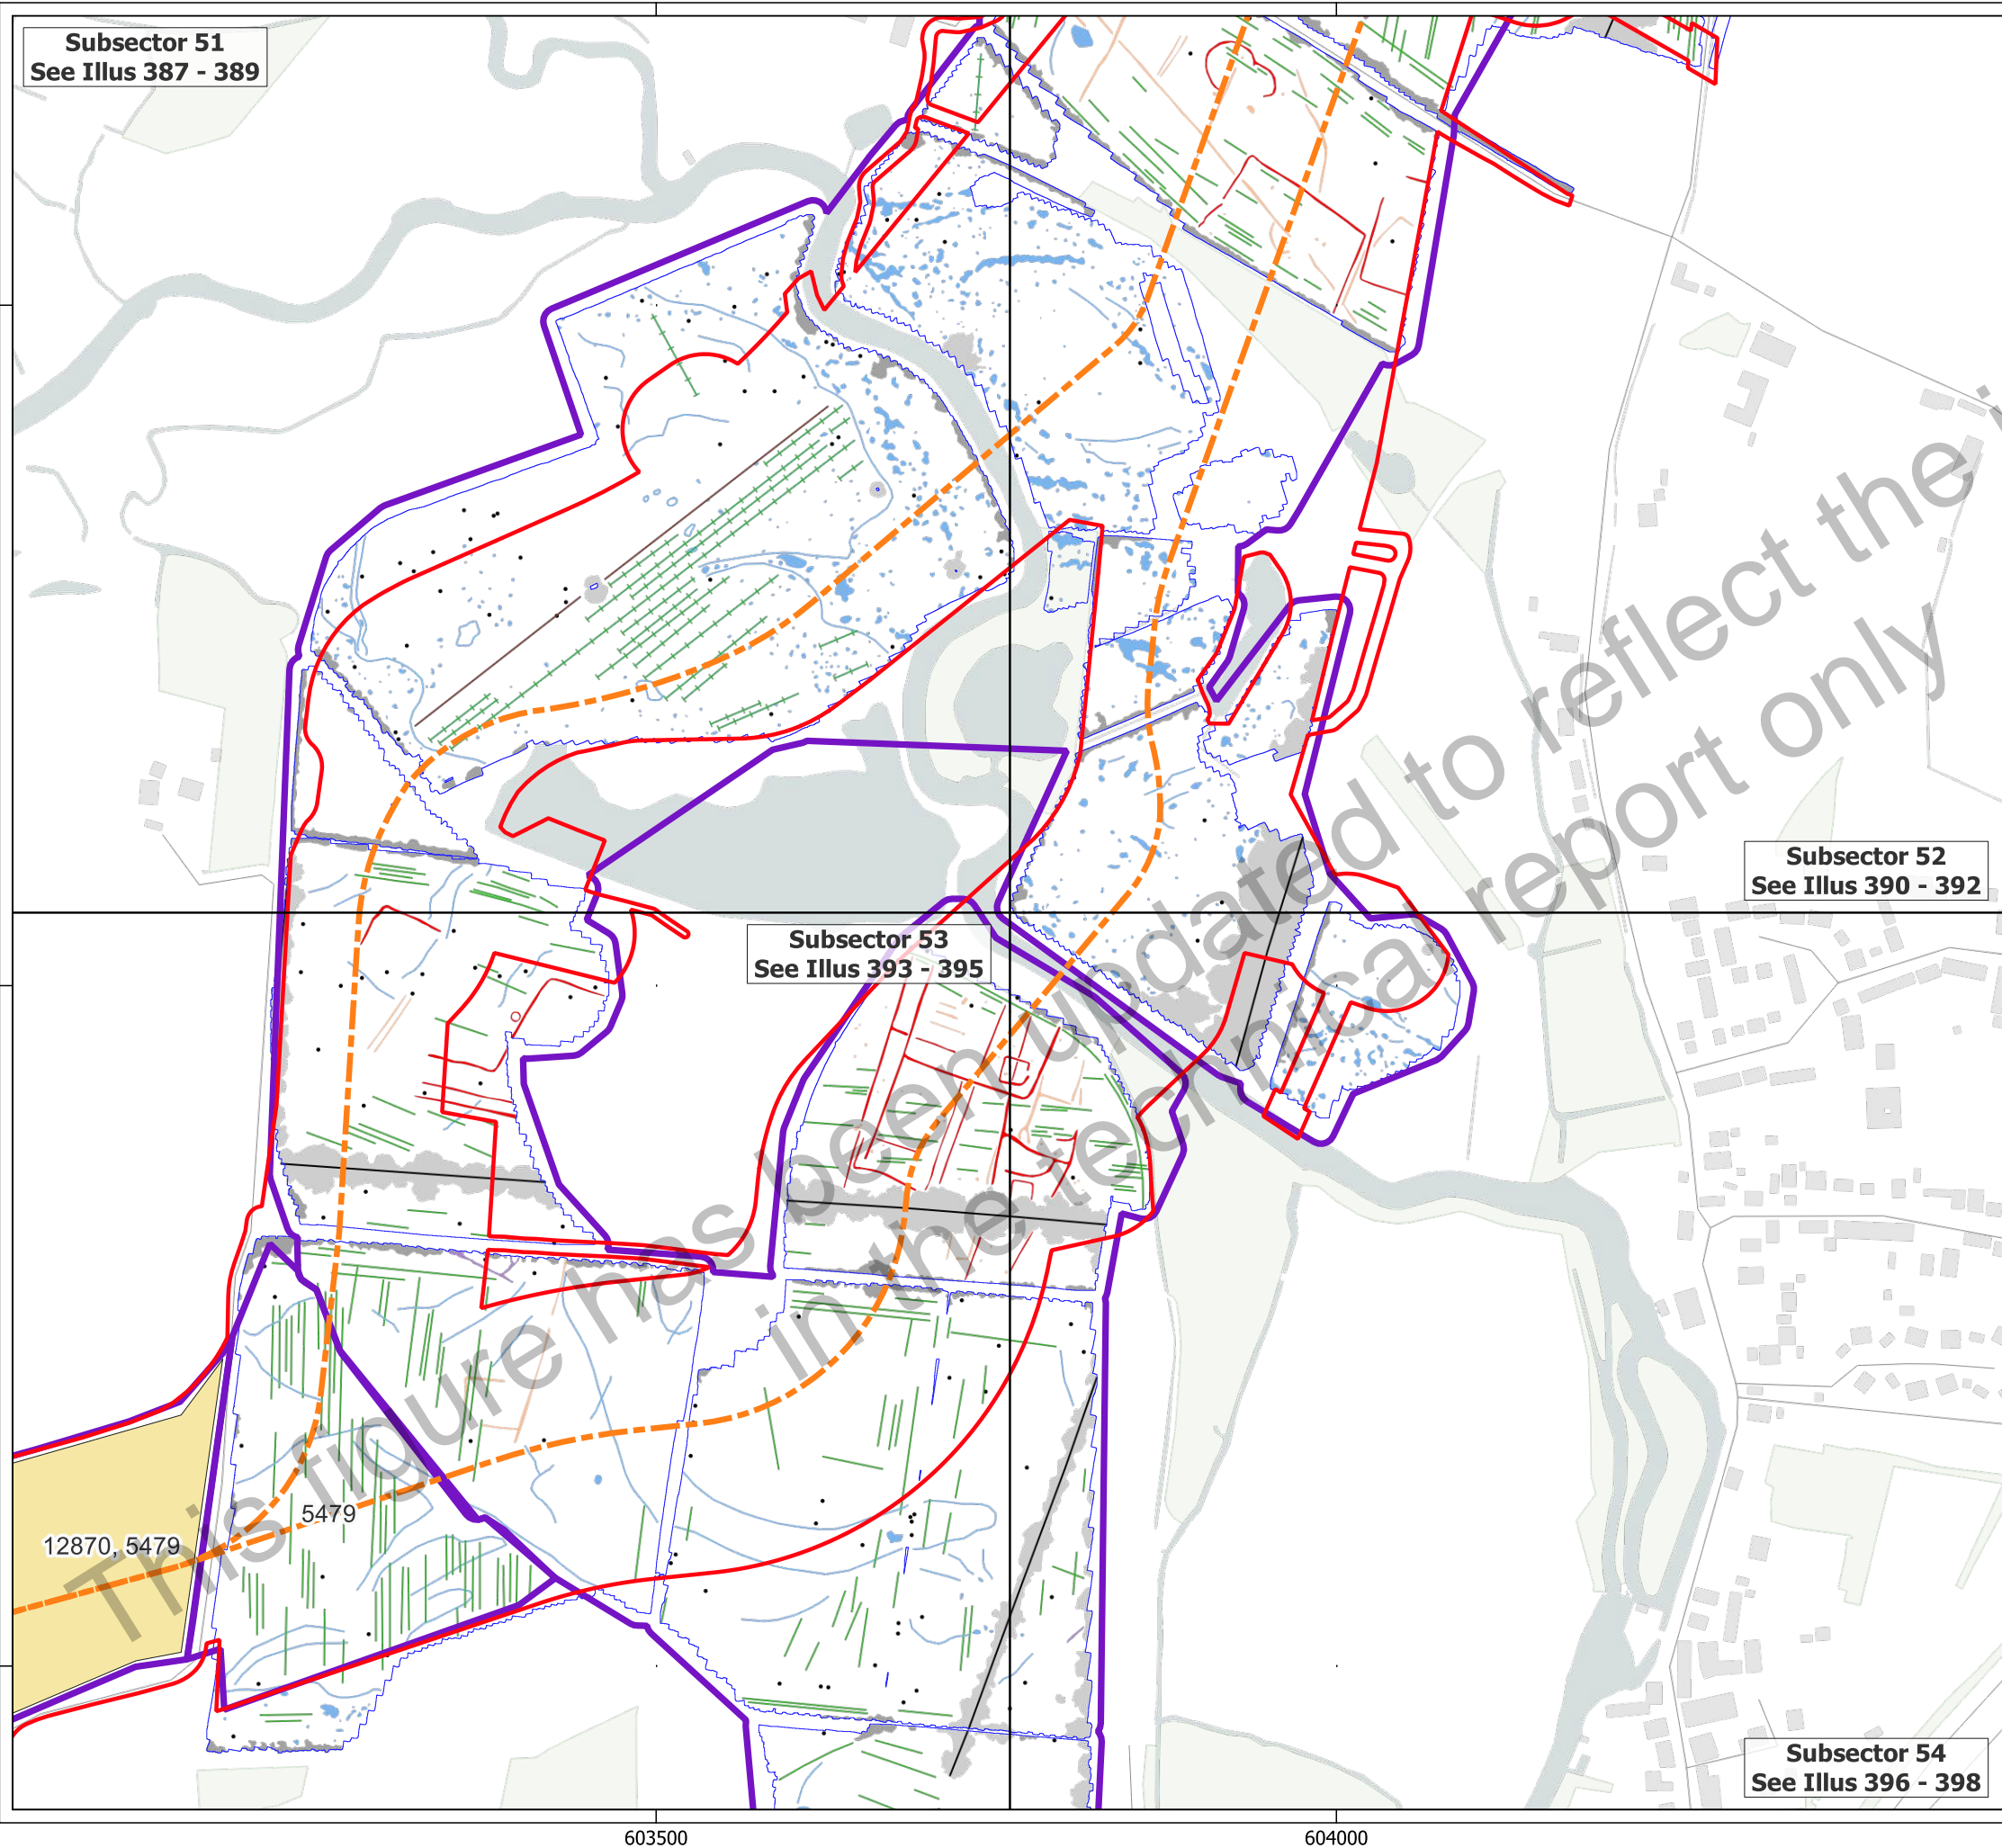 Subsector 51
See Illus 387 - 389
Subsector 52
See Illus 390 - 392
Subsector 53
See Illus 393 - 395
This figure has been updated to reflect the
in the technical report only
5479
12870, 5479
Subsector 54
See Illus 396 - 398
603500
604000